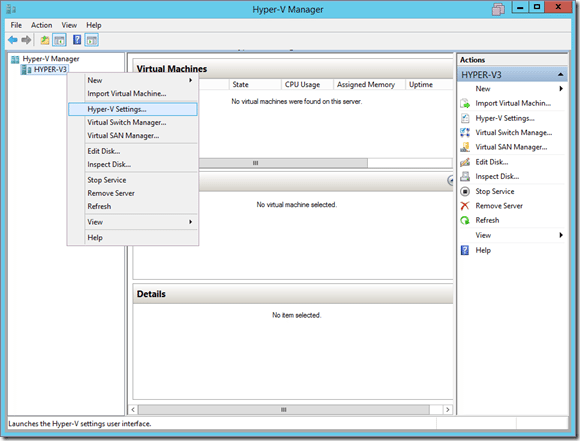 Hyper-V Manager
File Action View Help
Hyper-V Manager
HYPER-V3
New
Import Virtual Machine...
Hyper-V Settings...
Virtual Switch Manager...
Virtual SAN Manager...
Edit Disk...
Inspect Disk...
Stop Service
Remove Server
Refresh
View
Help
Virtual Machines
State CPU Usage Assigned Memory Uptime
No virtual machines were found on this server.
No virtual machine selected.
Details
No item selected.
Actions
HYPER-V3
New
Import Virtual Machin...
Hyper-V Settings...
Virtual Switch Manage...
Virtual SAN Manager...
Edit Disk...
Inspect Disk...
Stop Service
Remove Server
Refresh
View
Help
Launches the Hyper-V settings user interface.